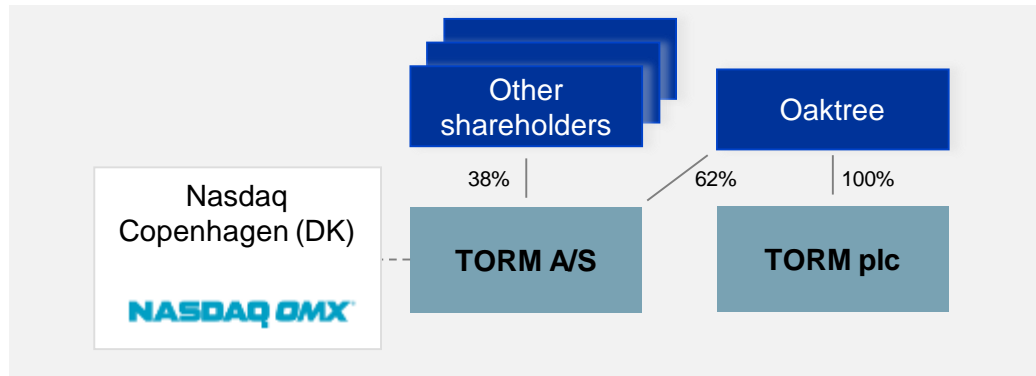 Other
shareholders
Oaktree
38%
62%
100%
Nasdaq
Copenhagen (DK)
NASDAQ OMX
TORM A/S
TORM plc